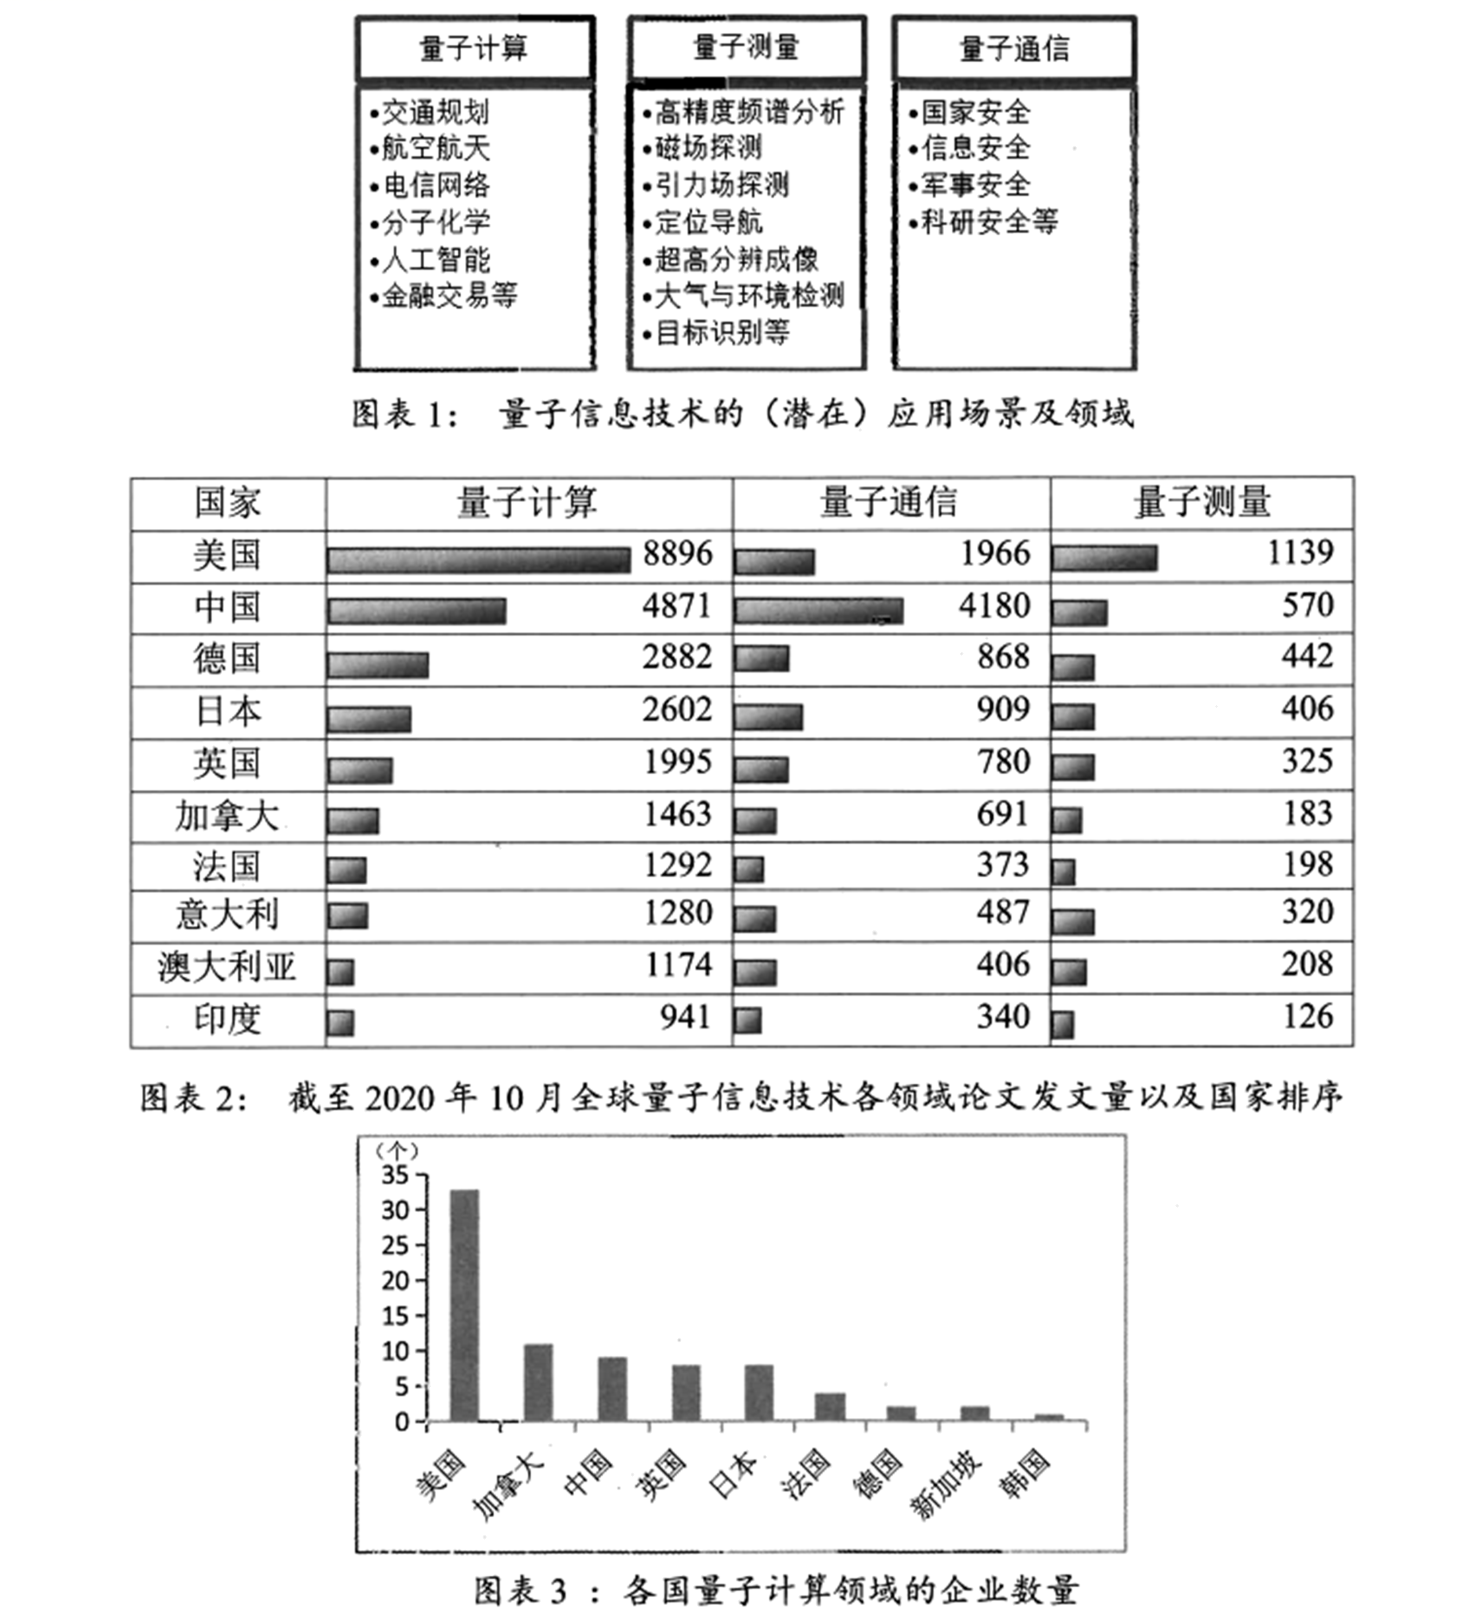 量子计算
•交通规划
•航空航天
•电信网络
•分子化学
•人工智能
•金融交易等
量子测量
•高精度频谱分析
•磁场探测
•引力场探测
•定位导航
•超高分辨成像
•大气与环境检测
•目标识别等
量子通信
•国家安全
•信息安全
•军事安全
•科研安全等
图表 1： 量子信息技术的（潜在）应用场景及领域
国家 量子计算 量子通信 量子测量
美国 8896 1966 1139
中国 4871 4180 570
德国 2882 868 442
日本 2602 909 406
英国 1995 780 325
加拿大 1463 691 183
法国 1292 373 198
意大利 1280 487 320
澳大利亚 1174 406 208
印度 941 340 126
图表 2： 截至 2020 年 10 月全球量子信息技术各领域论文发文量以及国家排序
（个）
35
30
25
20
15
10
5
0
美国 加拿大 中国 英国 日本 法国 德国 新加坡 韩国
图表 3 ：各国量子计算领域的企业数量